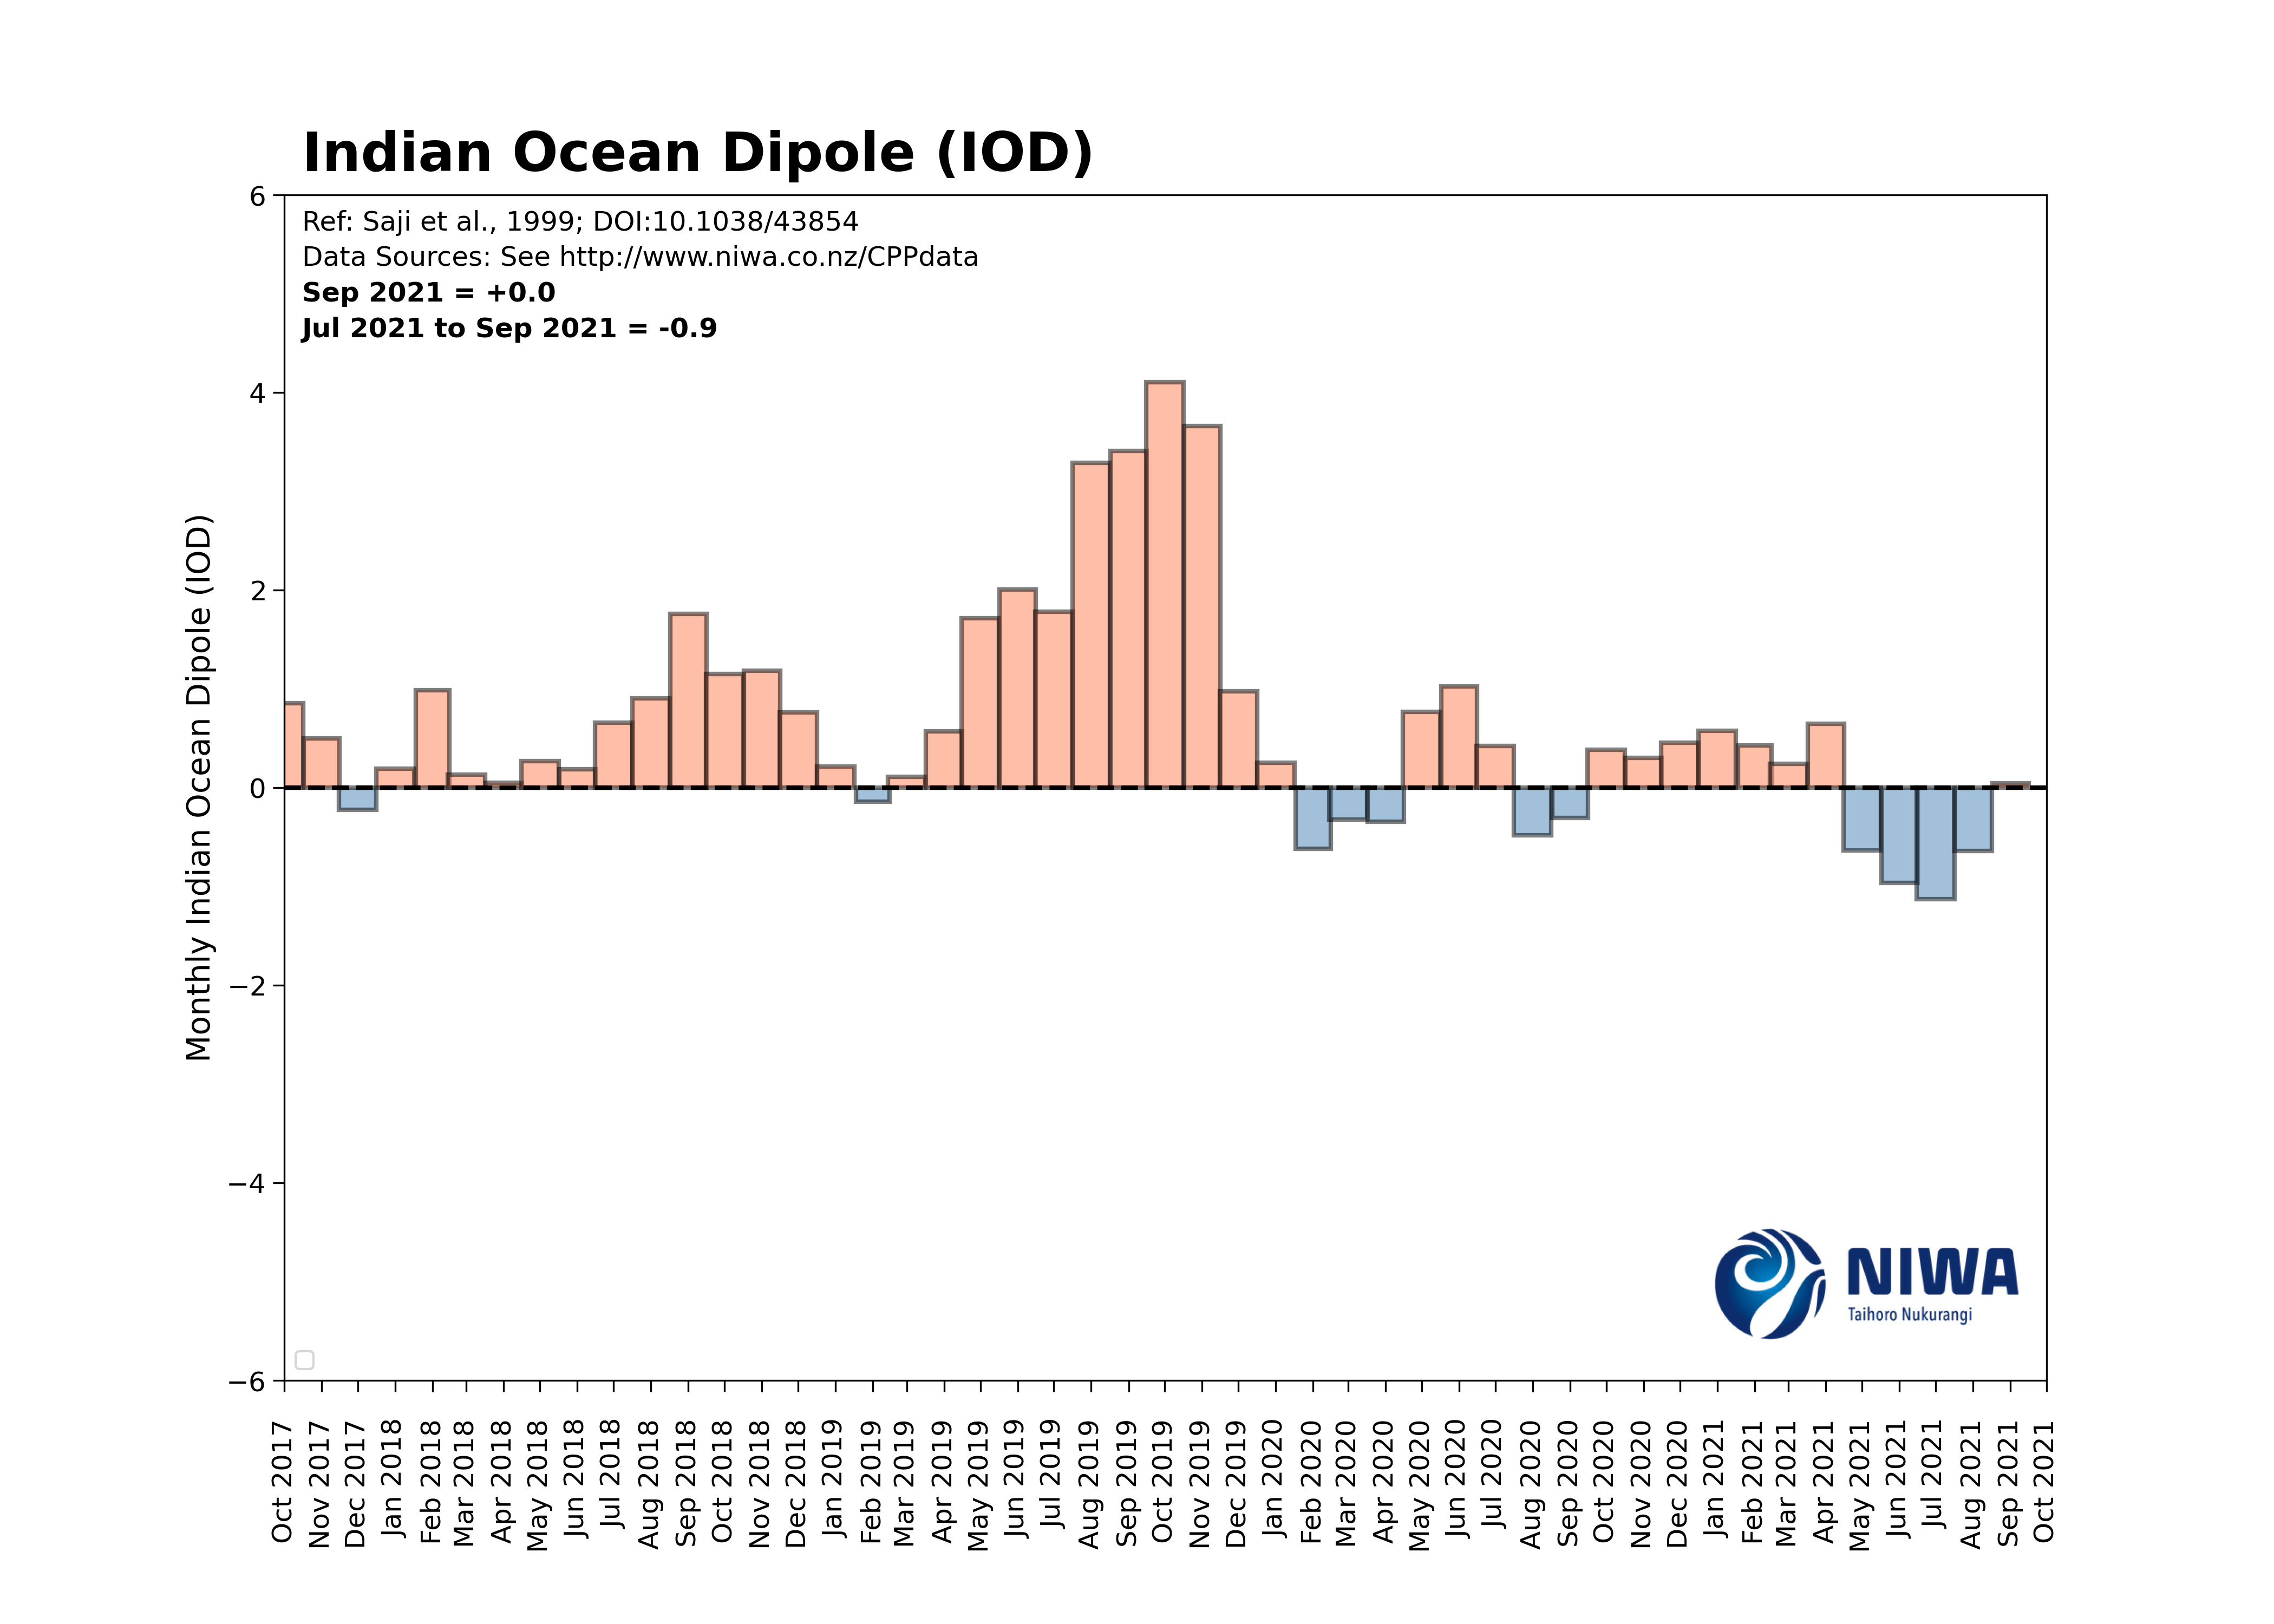 Indian Ocean Dipole (IOD)
Ref: Saji et al., 1999; DOI:10.1038/43854
Data Sources: See http://www.niwa.co.nz/CPPdata
Sep 2021 = +0.0
Jul 2021 to Sep 2021 = -0.9
Monthly Indian Ocean Dipole (IOD)
6
4
2
0
−2
−4
−6
NIWA
Taihoro Nukurangi
Oct 2017
Nov 2017
Dec 2017
Jan 2018
Feb 2018
Mar 2018
Apr 2018
May 2018
Jun 2018
Jul 2018
Aug 2018
Sep 2018
Oct 2018
Nov 2018
Dec 2018
Jan 2019
Feb 2019
Mar 2019
Apr 2019
May 2019
Jun 2019
Jul 2019
Aug 2019
Sep 2019
Oct 2019
Nov 2019
Dec 2019
Jan 2020
Feb 2020
Mar 2020
Apr 2020
May 2020
Jun 2020
Jul 2020
Aug 2020
Sep 2020
Oct 2020
Nov 2020
Dec 2020
Jan 2021
Feb 2021
Mar 2021
Apr 2021
May 2021
Jun 2021
Jul 2021
Aug 2021
Sep 2021
Oct 2021